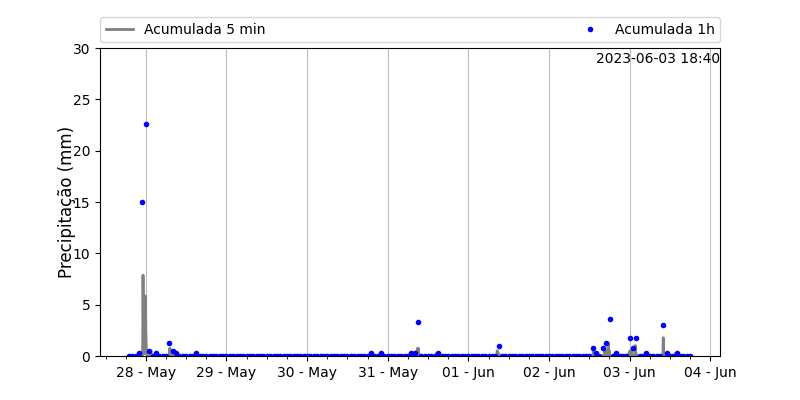 Acumulada 5 min
Acumulada 1h
2023-06-03 18:40
Precipitação (mm)
30
25
20
15
10
5
0
28 - May 29 - May 30 - May 31 - May 01 - Jun 02 - Jun 03 - Jun 04 - Jun